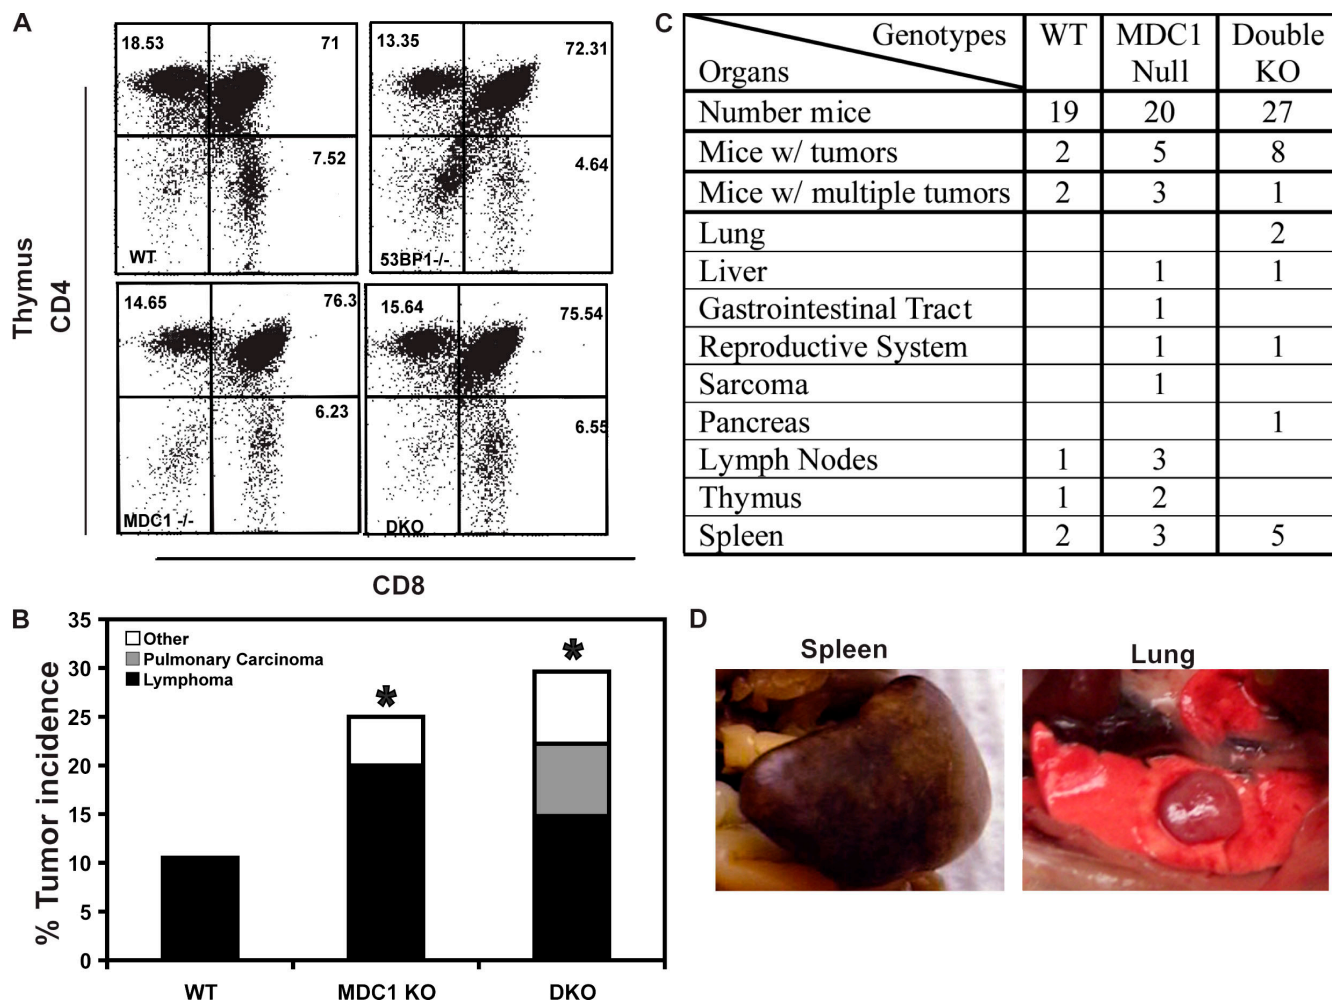 A
18.53
71
7.52
WT
13.35
72.31
4.64
53BP1-/-
14.65
76.3
6.23
MDC1 -/-
15.64
75.54
6.55
DKO
Thymus
CD4
CD8
C
Genotypes WT MDC1 Double
Organs Null KO
Number mice 19 20 27
Mice w/ tumors 2 5 8
Mice w/ multiple tumors 2 3 1
Lung 2
Liver 1 1
Gastrointestinal Tract 1
Reproductive System 1 1
Sarcoma 1
Pancreas 1
Lymph Nodes 1 3
Thymus 1 2
Spleen 2 3 5
B
% Tumor incidence
35
30
25
20
15
10
5
0
Other
Pulmonary Carcinoma
Lymphoma
*
*
WT MDC1 KO DKO
D
Spleen Lung